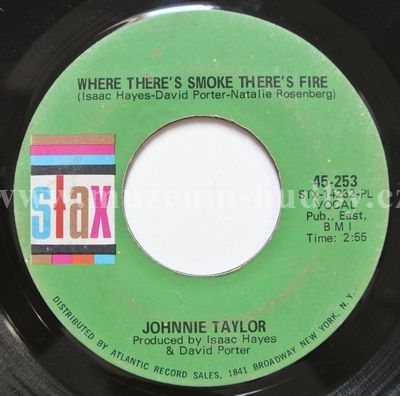 WHERE THERE'S SMOKE THERE'S FIRE
(Isaac Hayes-David Porter-Natalie Rosenberg)
stax
45-253
STX-14232-PL
VOCAL
Pub., East,
BMI
Time: 2:55
JOHNNIE TAYLOR
Produced by Isaac Hayes
& David Porter
DISTRIBUTED BY ATLANTIC RECORD SALES, 1841 BROADWAY NEW YORK, N.Y.